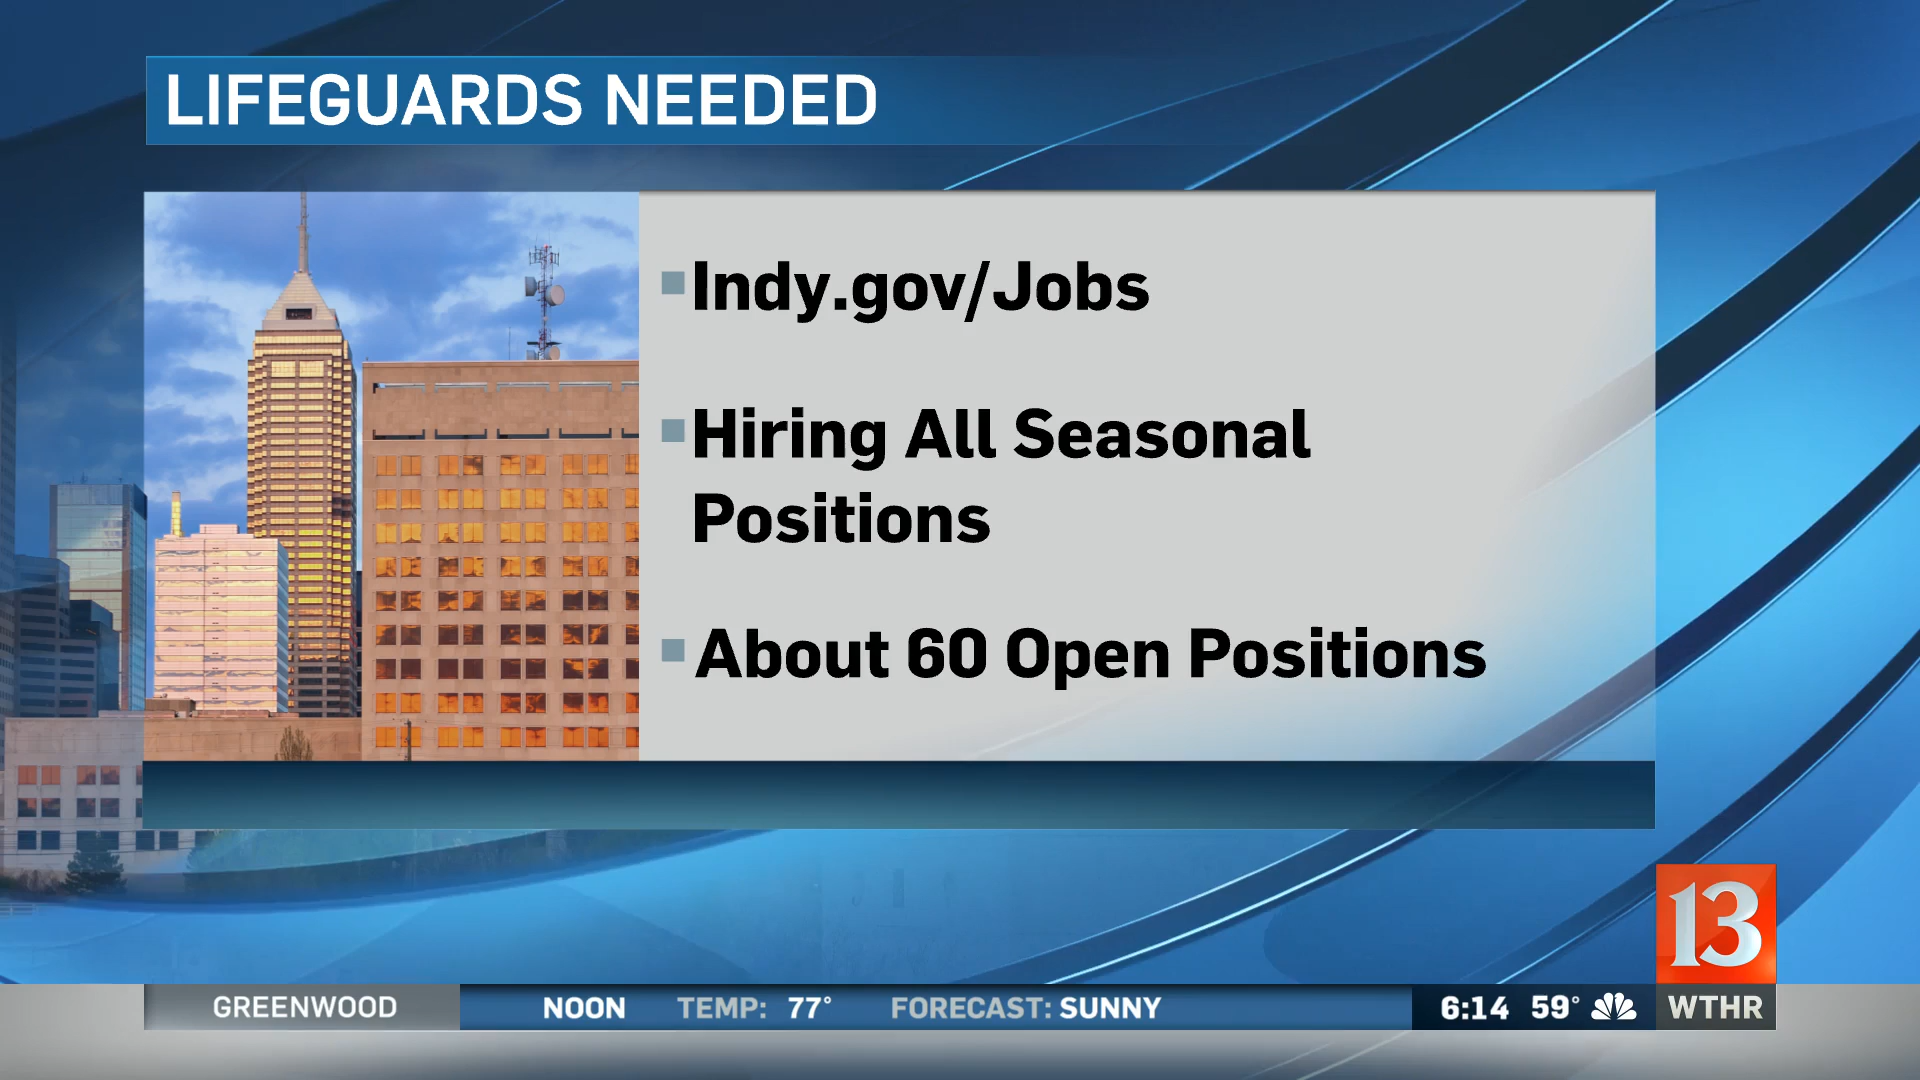 LIFEGUARDS NEEDED
Indy.gov/Jobs
Hiring All Seasonal
Positions
About 60 Open Positions
13
GREENWOOD NOON TEMP: 77° FORECAST: SUNNY 6:14 59° WTHR